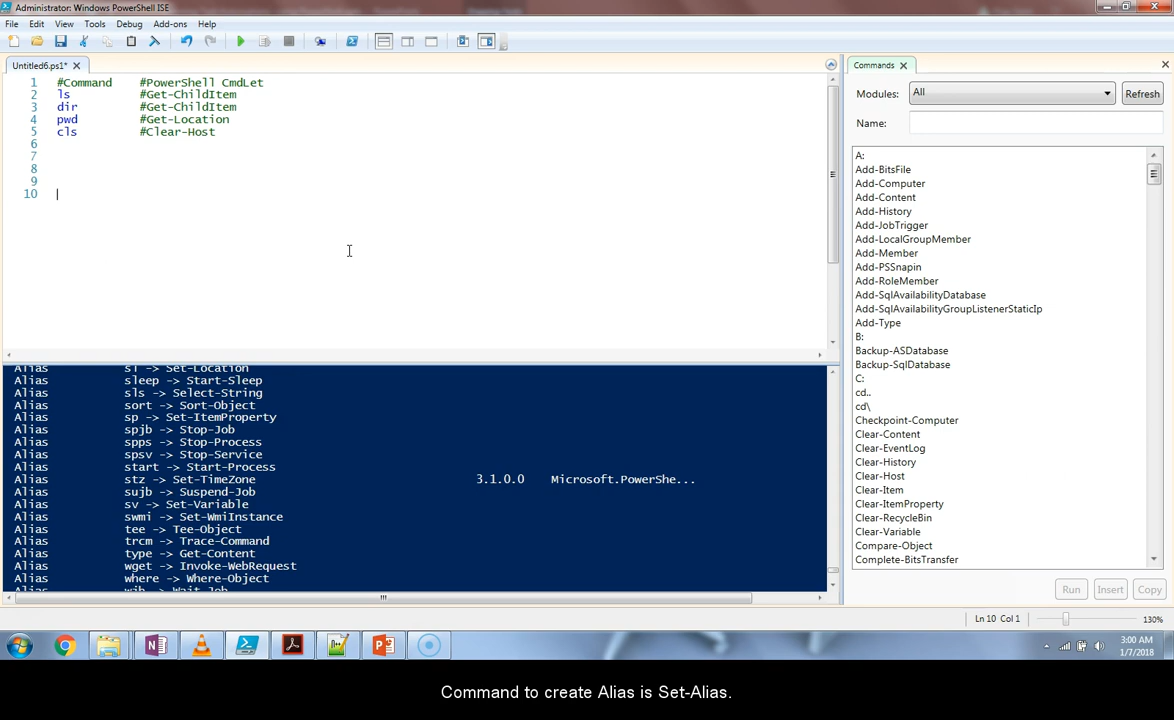 Administrator: Windows PowerShell ISE
File Edit View Tools Debug Add-ons Help
Untitled6.ps1*
1 #Command #PowerShell CmdLet
2 ls #Get-ChildItem
3 dir #Get-ChildItem
4 pwd #Get-Location
5 cls #Clear-Host
6
7
8
9
10
Alias sl -> Set-Location
Alias sleep -> Start-Sleep
Alias sls -> Select-String
Alias sort -> Sort-Object
Alias sp -> Set-ItemProperty
Alias spjb -> Stop-Job
Alias spps -> Stop-Process
Alias spsv -> Stop-Service
Alias start -> Start-Process
Alias stz -> Set-TimeZone 3.1.0.0 Microsoft.PowerShe...
Alias sujb -> Suspend-Job
Alias sv -> Set-Variable
Alias swmi -> Set-WmiInstance
Alias tee -> Tee-Object
Alias trcm -> Trace-Command
Alias type -> Get-Content
Alias wget -> Invoke-WebRequest
Alias where -> Where-Object
Alias wjb -> Wait-Job
Commands
Modules: All Refresh
Name:
A:
Add-BitsFile
Add-Computer
Add-Content
Add-History
Add-JobTrigger
Add-LocalGroupMember
Add-Member
Add-PSSnapin
Add-RoleMember
Add-SqlAvailabilityDatabase
Add-SqlAvailabilityGroupListenerStaticIp
Add-Type
B:
Backup-ASDatabase
Backup-SqlDatabase
C:
cd..
cd\
Checkpoint-Computer
Clear-Content
Clear-EventLog
Clear-History
Clear-Host
Clear-Item
Clear-ItemProperty
Clear-RecycleBin
Clear-Variable
Compare-Object
Complete-BitsTransfer
Run Insert Copy
Ln 10 Col 1 130%
3:00 AM
1/7/2018
Command to create Alias is Set-Alias.